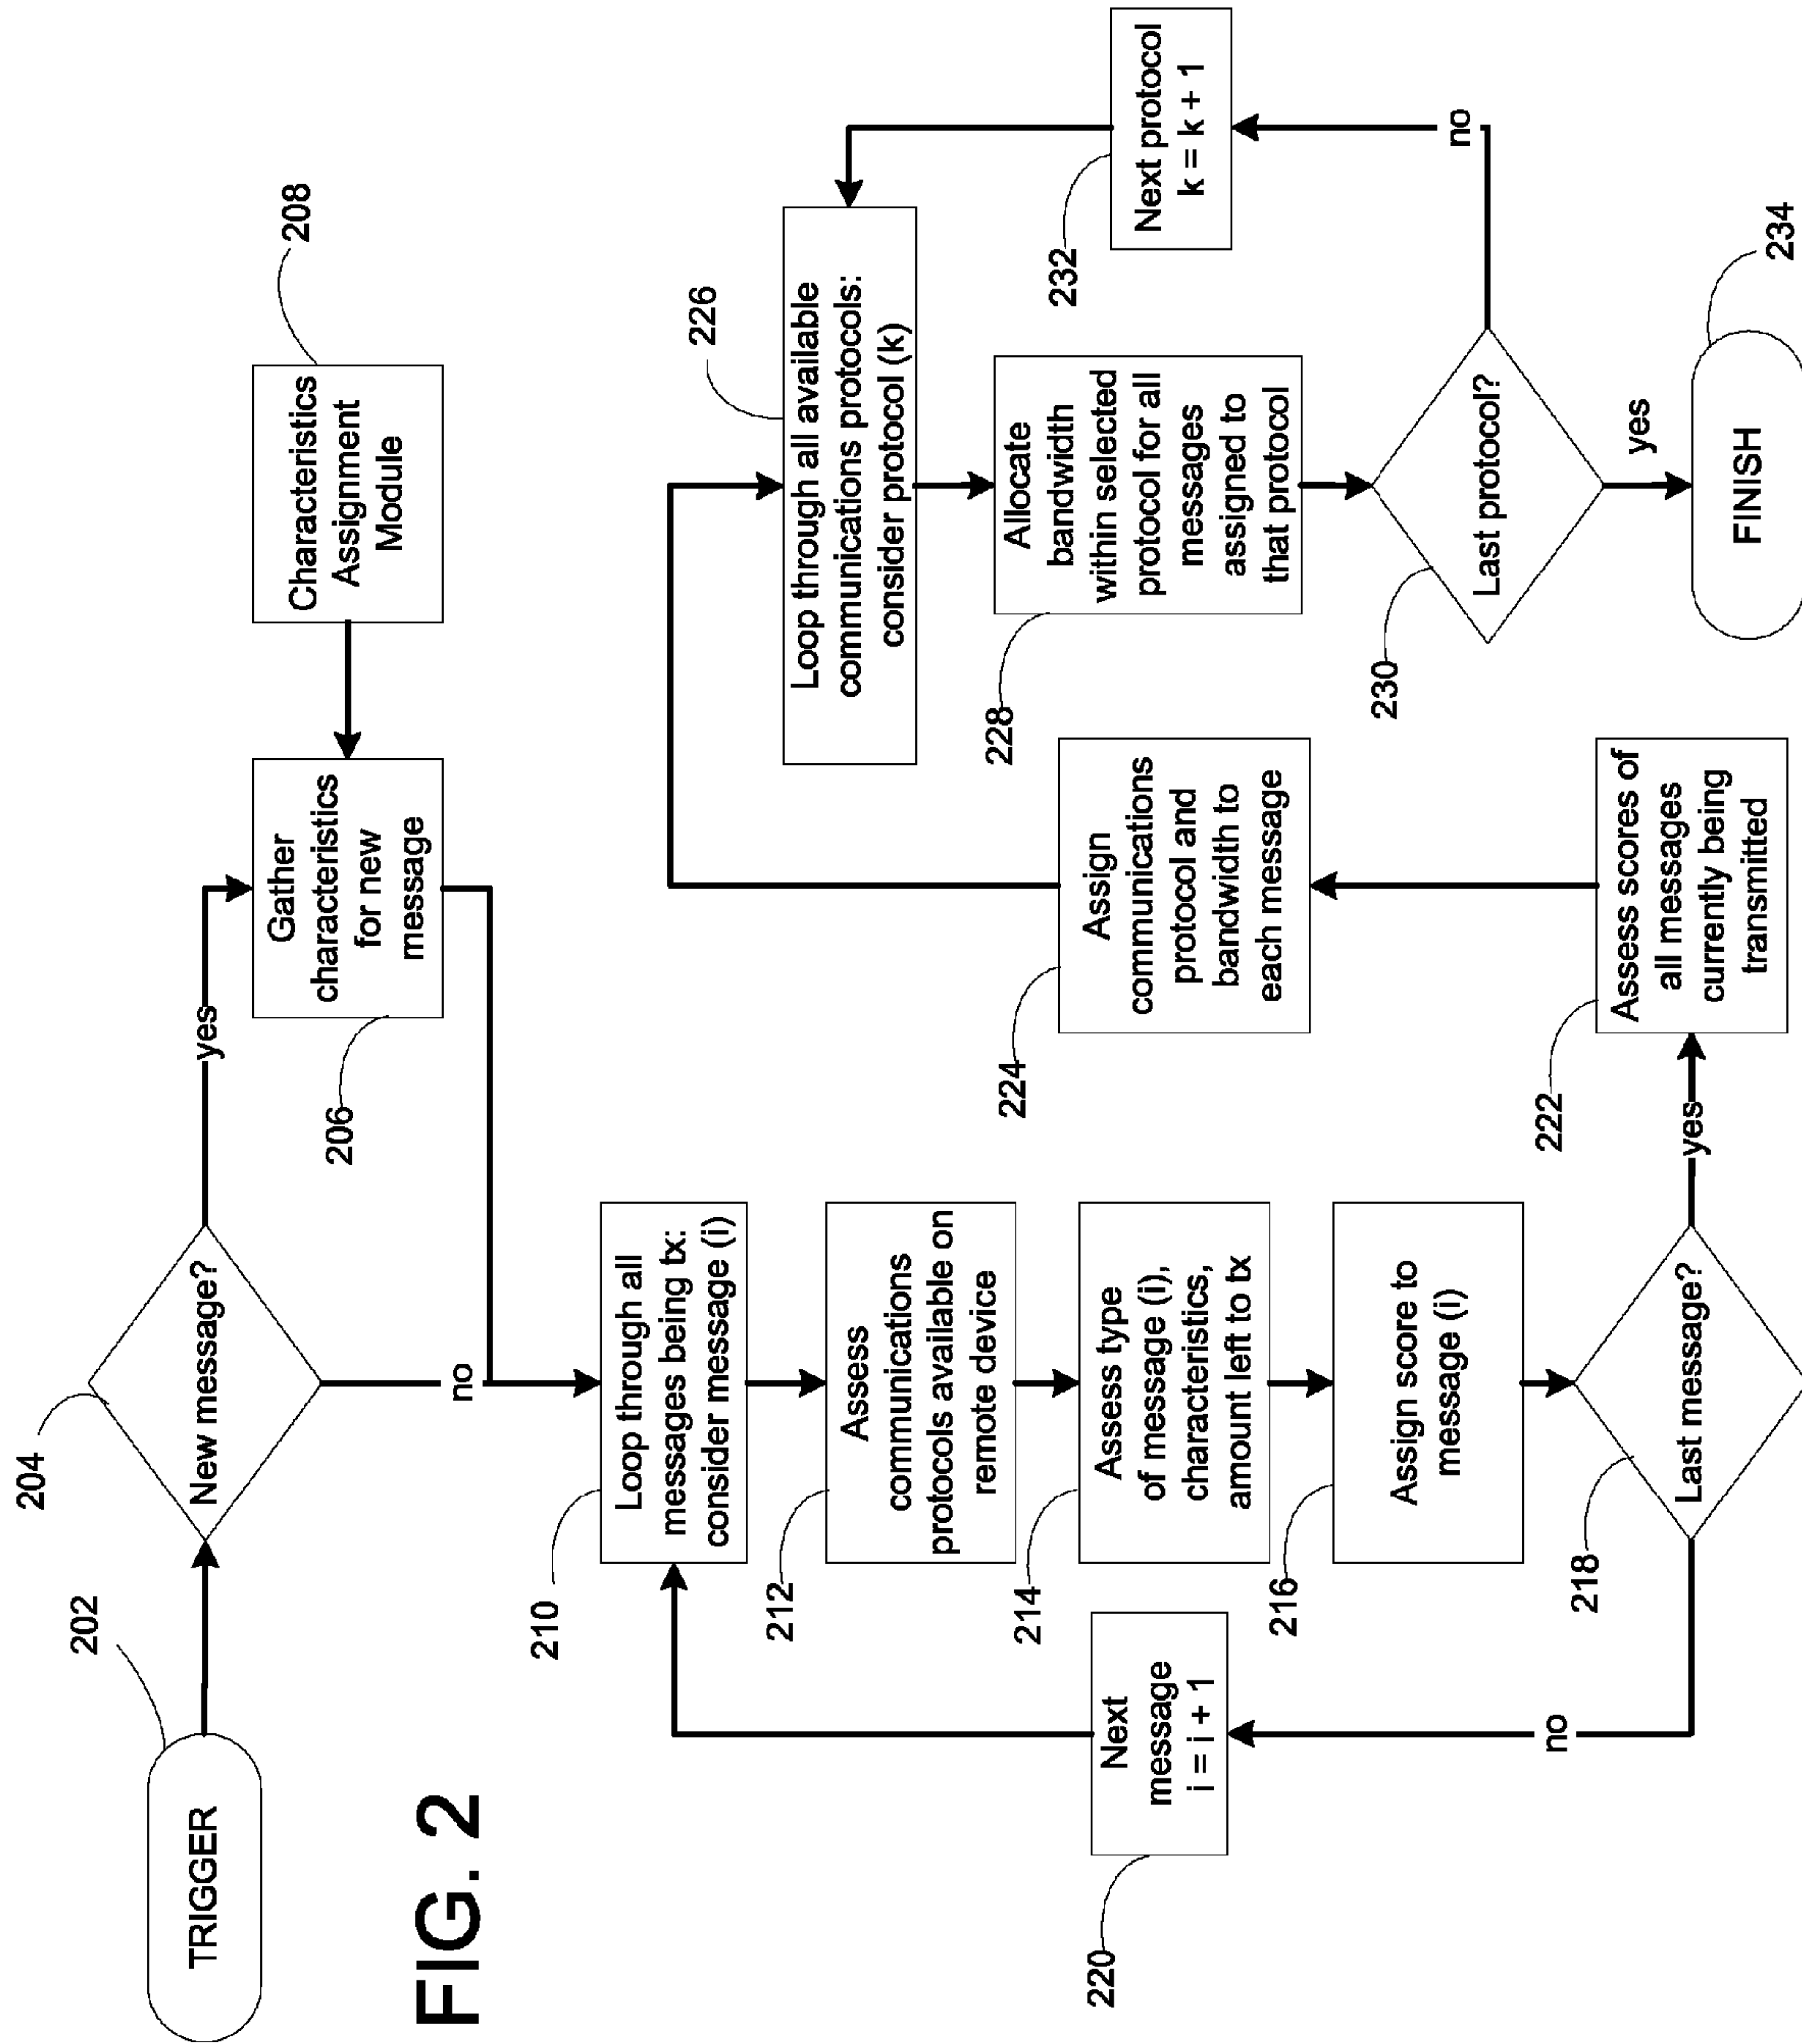 202
TRIGGER
204
New message?
yes
no
206
Gather
characteristics
for new
message
208
Characteristics
Assignment
Module
FIG. 2
210
Loop through all
messages being tx:
consider message (i)
212
Assess
communications
protocols available on
remote device
214
Assess type
of message (i),
characteristics,
amount left to tx
216
Assign score to
message (i)
218
Last message?
no
yes
220
Next
message
i = i + 1
222
Assess scores of
all messages
currently being
transmitted
224
Assign
communications
protocol and
bandwidth to
each message
226
Loop through all available
communications protocols:
consider protocol (k)
228
Allocate
bandwidth
within selected
protocol for all
messages
assigned to
that protocol
230
Last protocol?
no
yes
232
Next protocol
k = k + 1
234
FINISH